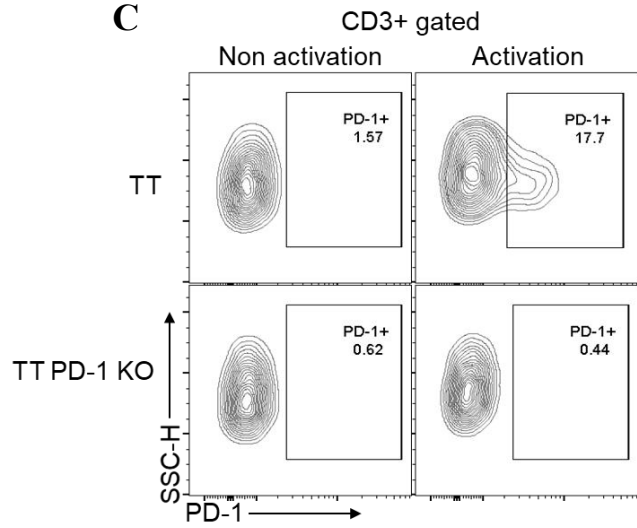 C
CD3+ gated
Non activation
Activation
TT
PD-1+
1.57
PD-1+
17.7
TT PD-1 KO
PD-1+
0.62
PD-1+
0.44
SSC-H
PD-1